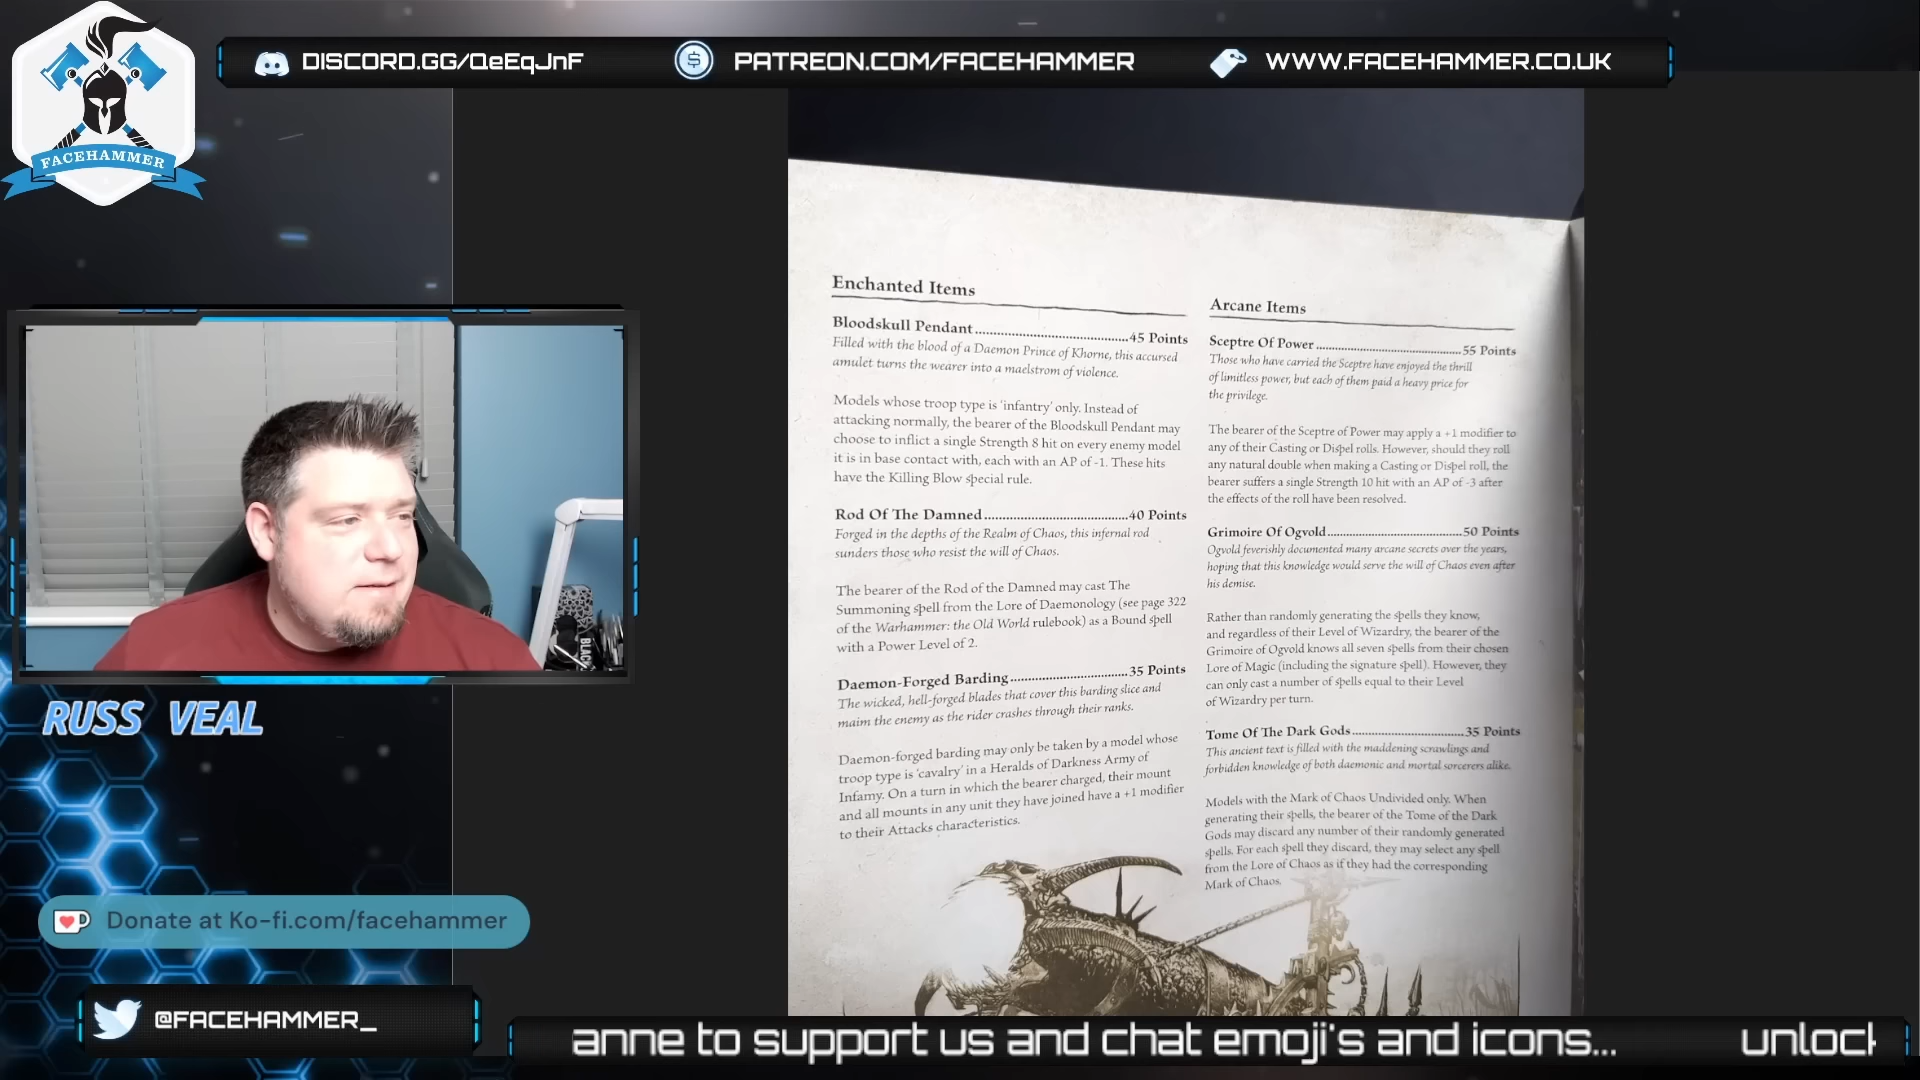 DISCORD.GG/QeEqJnF
PATREON.COM/FACEHAMMER
WWW.FACEHAMMER.CO.UK
FACEHAMMER
Enchanted Items
Bloodskull Pendant..........45 Points
Filled with the blood of a Daemon Prince of Khorne, this accursed
amulet turns the wearer into a maelstrom of violence.
Models whose troop type is 'infantry' only. Instead of
attacking normally, the bearer of the Bloodskull Pendant may
choose to inflict a single Strength 8 hit on every enemy model
it is in base contact with, each with an AP of -1. These hits
have the Killing Blow special rule.
Rod Of The Damned..........40 Points
Forged in the depths of the Realm of Chaos, this infernal rod
sunders those who resist the will of Chaos.
The bearer of the Rod of the Damned may cast The
Summoning spell from the Lore of Daemonology (see page 322
of the Warhammer: the Old World rulebook) as a Bound spell
with a Power Level of 2.
Daemon-Forged Barding..........35 Points
The wicked, hell-forged blades that cover this barding slice and
maim the enemy as the rider crashes through their ranks.
Daemon-forged barding may only be taken by a model whose
troop type is 'cavalry' in a Heralds of Darkness Army of
Infamy. On a turn in which the bearer charged, their mount
and all mounts in any unit they have joined have a +1 modifier
to their Attacks characteristics.
Arcane Items
Sceptre Of Power..........55 Points
Those who have carried the Sceptre have enjoyed the thrill
of limitless power, but each of them paid a heavy price for
the privilege.
The bearer of the Sceptre of Power may apply a +1 modifier to
any of their Casting or Dispel rolls. However, should they roll
any natural double when making a Casting or Dispel roll, the
bearer suffers a single Strength 10 hit with an AP of -3 after
the effects of the roll have been resolved.
Grimoire Of Ogvold..........50 Points
Ogvold feverishly documented many arcane secrets over the years,
hoping that this knowledge would serve the will of Chaos even after
his demise.
Rather than randomly generating the spells they know,
and regardless of their Level of Wizardry, the bearer of the
Grimoire of Ogvold knows all seven spells from their chosen
Lore of Magic (including the signature spell). However, they
can only cast a number of spells equal to their Level
of Wizardry per turn.
Tome Of The Dark Gods..........35 Points
This ancient text is filled with the maddening scrawlings and
forbidden knowledge of both daemonic and mortal sorcerers alike.
Models with the Mark of Chaos Undivided only. When
generating their spells, the bearer of the Tome of the Dark
Gods may discard any number of their randomly generated
spells. For each spell they discard, they may select any spell
from the Lore of Chaos as if they had the corresponding
Mark of Chaos.
RUSS VEAL
Donate at Ko-fi.com/facehammer
@FACEHAMMER_
anne to support us and chat emoji's and icons... unlock